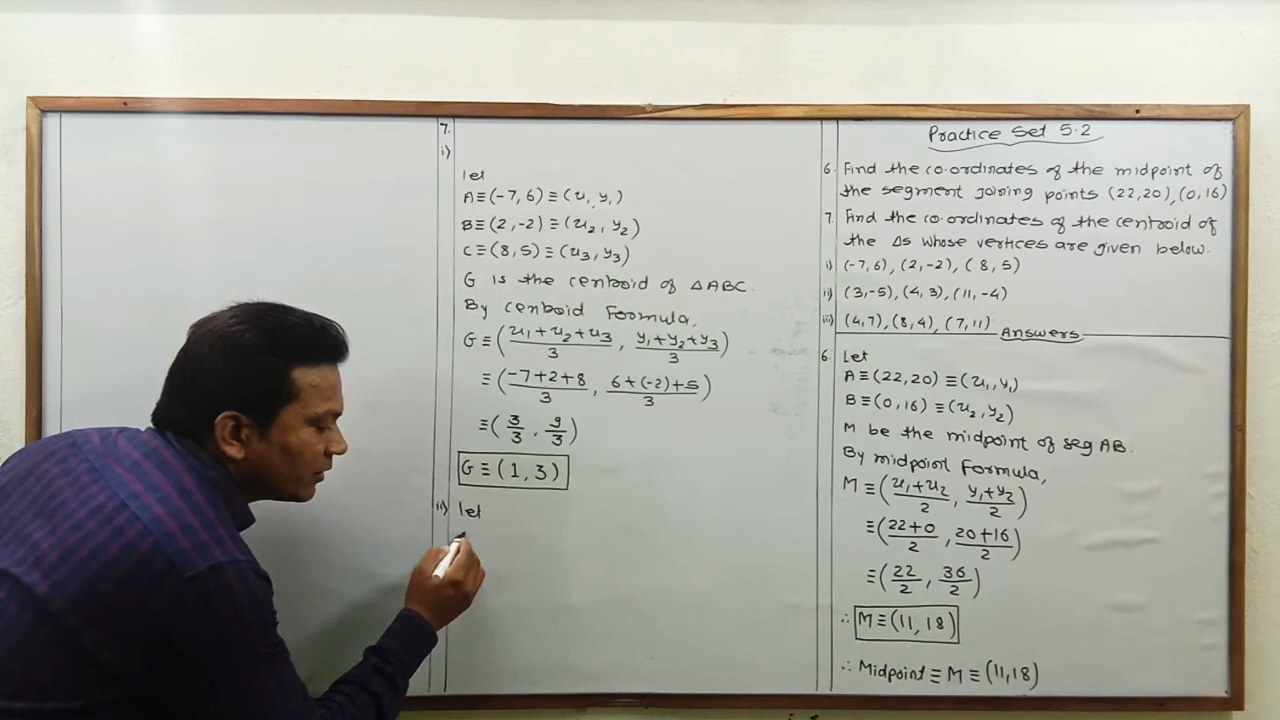 Practice Set 5.2
6. Find the co-ordinates of the midpoint of
the segment joining points (22,20), (0,16)
7. Find the co-ordinates of the centroid of
the Δs whose vertices are given below.
i) (-7,6), (2,-2), (8,5)
ii) (3,-5), (4,3), (11,-4)
iii) (4,7), (8,4), (7,11)
Answers
6. Let
A≡(22,20) ≡(x₁,y₁)
B≡(0,16) ≡(x₂,y₂)
M be the midpoint of seg AB.
By midpoint Formula,
M ≡ ((x₁+x₂)/2, (y₁+y₂)/2)
≡ ((22+0)/2, (20+16)/2)
≡ (22/2, 36/2)
∴ M≡(11,18)
∴ Midpoint ≡ M ≡ (11,18)
7.
i)
let
A≡(-7,6) ≡(x₁,y₁)
B≡(2,-2) ≡(x₂,y₂)
C≡(8,5) ≡(x₃,y₃)
G is the centroid of ΔABC.
By centroid Formula,
G ≡ ((x₁+x₂+x₃)/3, (y₁+y₂+y₃)/3)
≡ ((-7+2+8)/3, (6+(-2)+5)/3)
≡ (3/3, 9/3)
G ≡ (1,3)
ii) let